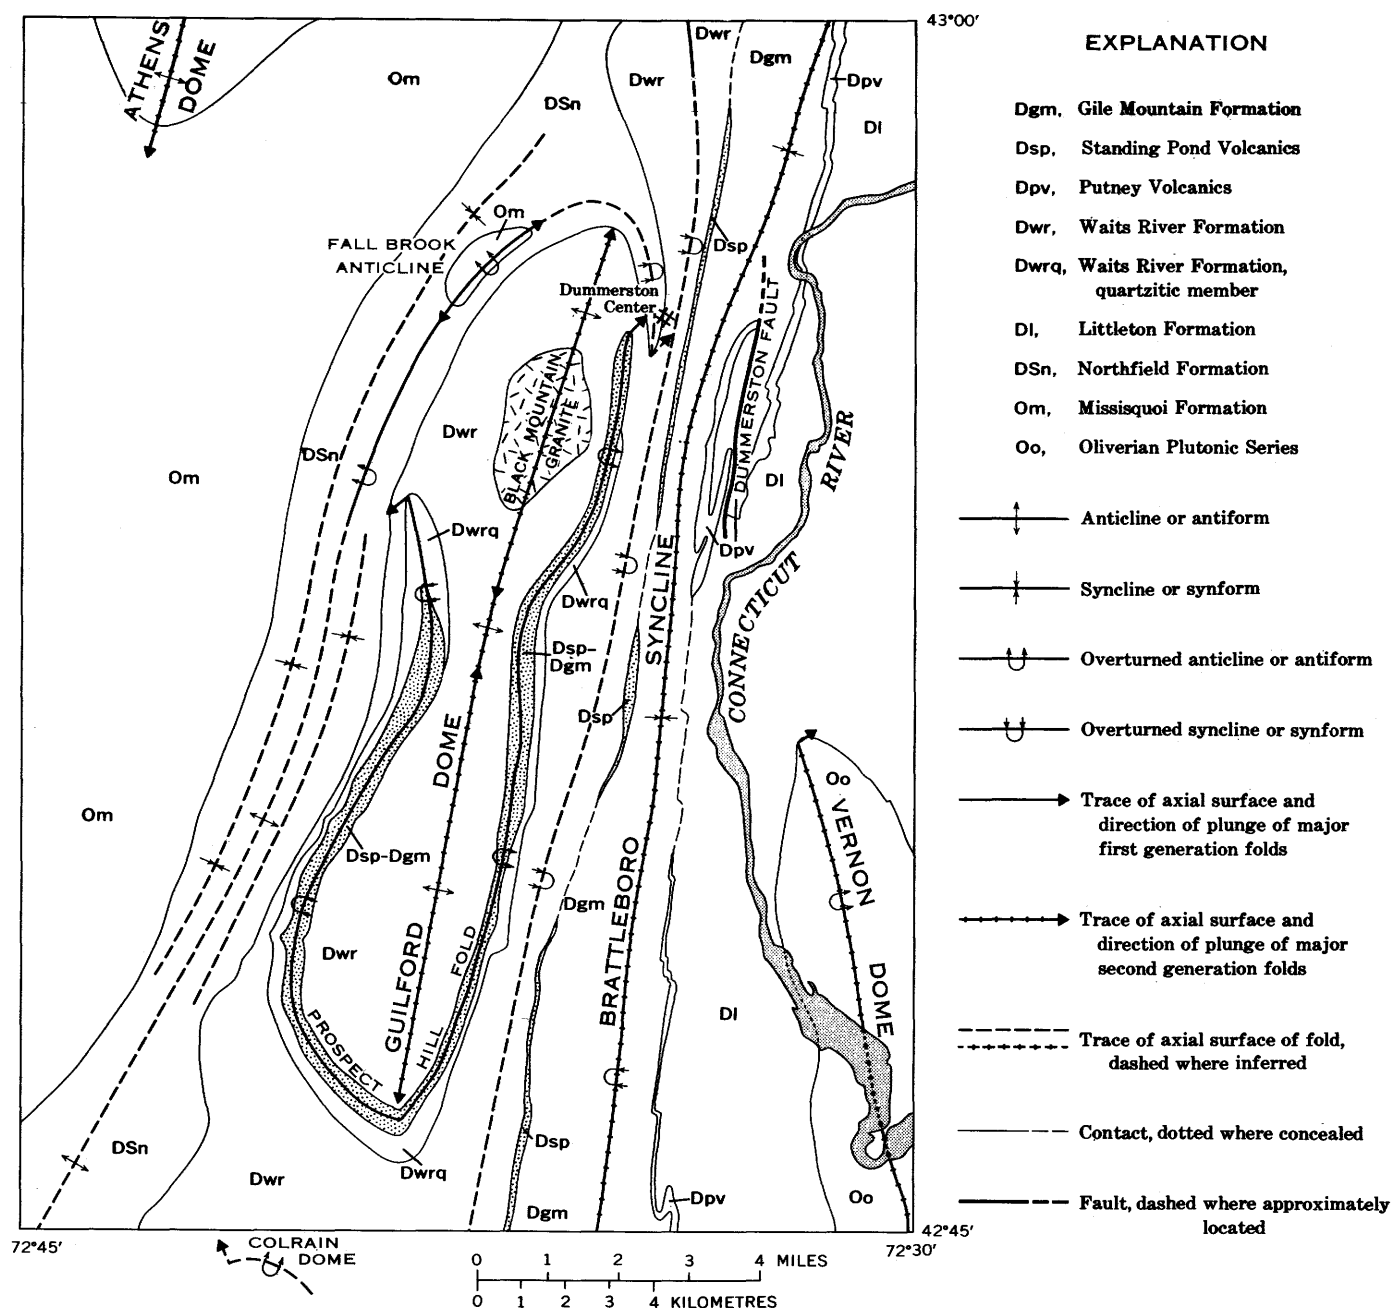 43°00′
ATHENS
DOME
Om
DSn
Dwr
Dwr
Dgm
Dpv
Dl
Om
FALL BROOK
ANTICLINE
Dsp
Dummerston
Center
DUMMERSTON FAULT
BLACK MOUNTAIN
GRANITE
Dwr
DSn
Om
Dwrq
Dl
RIVER
Dpv
CONNECTICUT
Dwrq
SYNCLINE
Dsp-
Dgm
Dsp
DOME
Oo
VERNON
DOME
Om
Dsp-Dgm
BRATTLEBORO
Dgm
Dwr
GUILFORD
FOLD
HILL
PROSPECT
Dl
DSn
Dsp
Dwr
Dwrq
Dgm
Dpv
Oo
72°45′
42°45′
72°30′
COLRAIN
DOME
0 1 2 3 4 MILES
0 1 2 3 4 KILOMETRES
EXPLANATION
Dgm, Gile Mountain Formation
Dsp, Standing Pond Volcanics
Dpv, Putney Volcanics
Dwr, Waits River Formation
Dwrq, Waits River Formation,
quartzitic member
Dl, Littleton Formation
DSn, Northfield Formation
Om, Missisquoi Formation
Oo, Oliverian Plutonic Series
Anticline or antiform
Syncline or synform
Overturned anticline or antiform
Overturned syncline or synform
Trace of axial surface and
direction of plunge of major
first generation folds
Trace of axial surface and
direction of plunge of major
second generation folds
Trace of axial surface of fold,
dashed where inferred
Contact, dotted where concealed
Fault, dashed where approximately
located